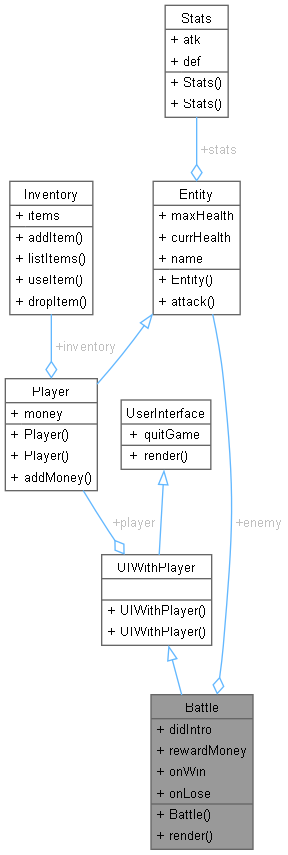 Stats
+ atk
+ def
+ Stats()
+ Stats()
+stats
Inventory
+ items
+ addItem()
+ listItems()
+ useItem()
+ dropItem()
Entity
+ maxHealth
+ currHealth
+ name
+ Entity()
+ attack()
+inventory
Player
+ money
+ Player()
+ Player()
+ addMoney()
UserInterface
+ quitGame
+ render()
+player
+enemy
UIWithPlayer
+ UIWithPlayer()
+ UIWithPlayer()
Battle
+ didIntro
+ rewardMoney
+ onWin
+ onLose
+ Battle()
+ render()